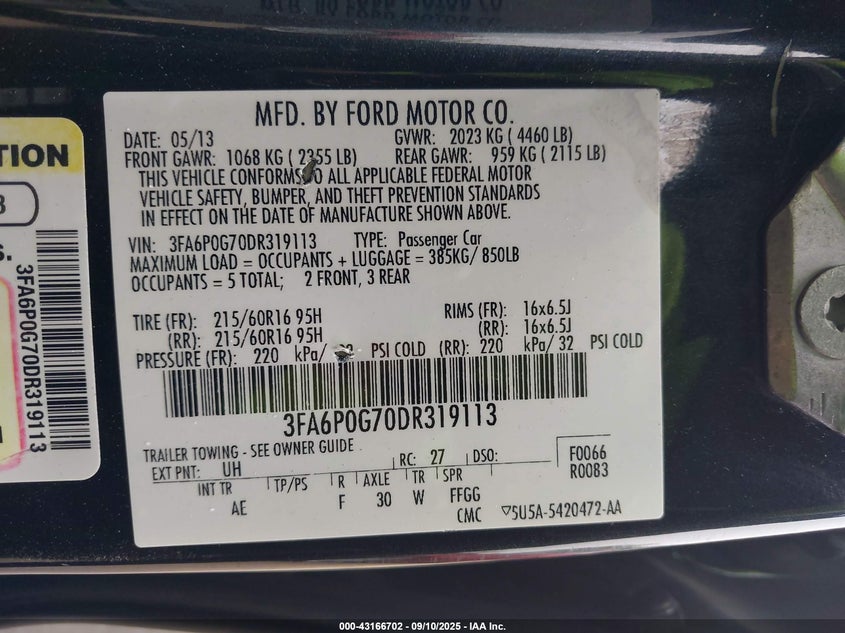 MFD. BY FORD MOTOR CO.
DATE: 05/13 GVWR: 2023 KG ( 4460 LB)
FRONT GAWR: 1068 KG ( 2355 LB) REAR GAWR: 959 KG ( 2115 LB)
THIS VEHICLE CONFORMS TO ALL APPLICABLE FEDERAL MOTOR
VEHICLE SAFETY, BUMPER, AND THEFT PREVENTION STANDARDS
IN EFFECT ON THE DATE OF MANUFACTURE SHOWN ABOVE.
VIN: 3FA6P0G70DR319113 TYPE: Passenger Car
MAXIMUM LOAD = OCCUPANTS + LUGGAGE = 385KG/ 850LB
OCCUPANTS = 5 TOTAL; 2 FRONT, 3 REAR
TIRE (FR): 215/60R16 95H RIMS (FR): 16x6.5J
(RR): 215/60R16 95H (RR): 16x6.5J
PRESSURE (FR): 220 kPa/ PSI COLD (RR): 220 kPa/ 32 PSI COLD
3FA6P0G70DR319113
TRAILER TOWING - SEE OWNER GUIDE
EXT PNT: UH RC: 27 DSO: F0066
R0083
INT TR TP/PS R AXLE TR SPR
AE F 30 W FFGG
CMC ▽5U5A-5420472-AA
TION
3
S.
3FA6P0G70DR319113
000-43166702 - 09/10/2025 - IAA Inc.